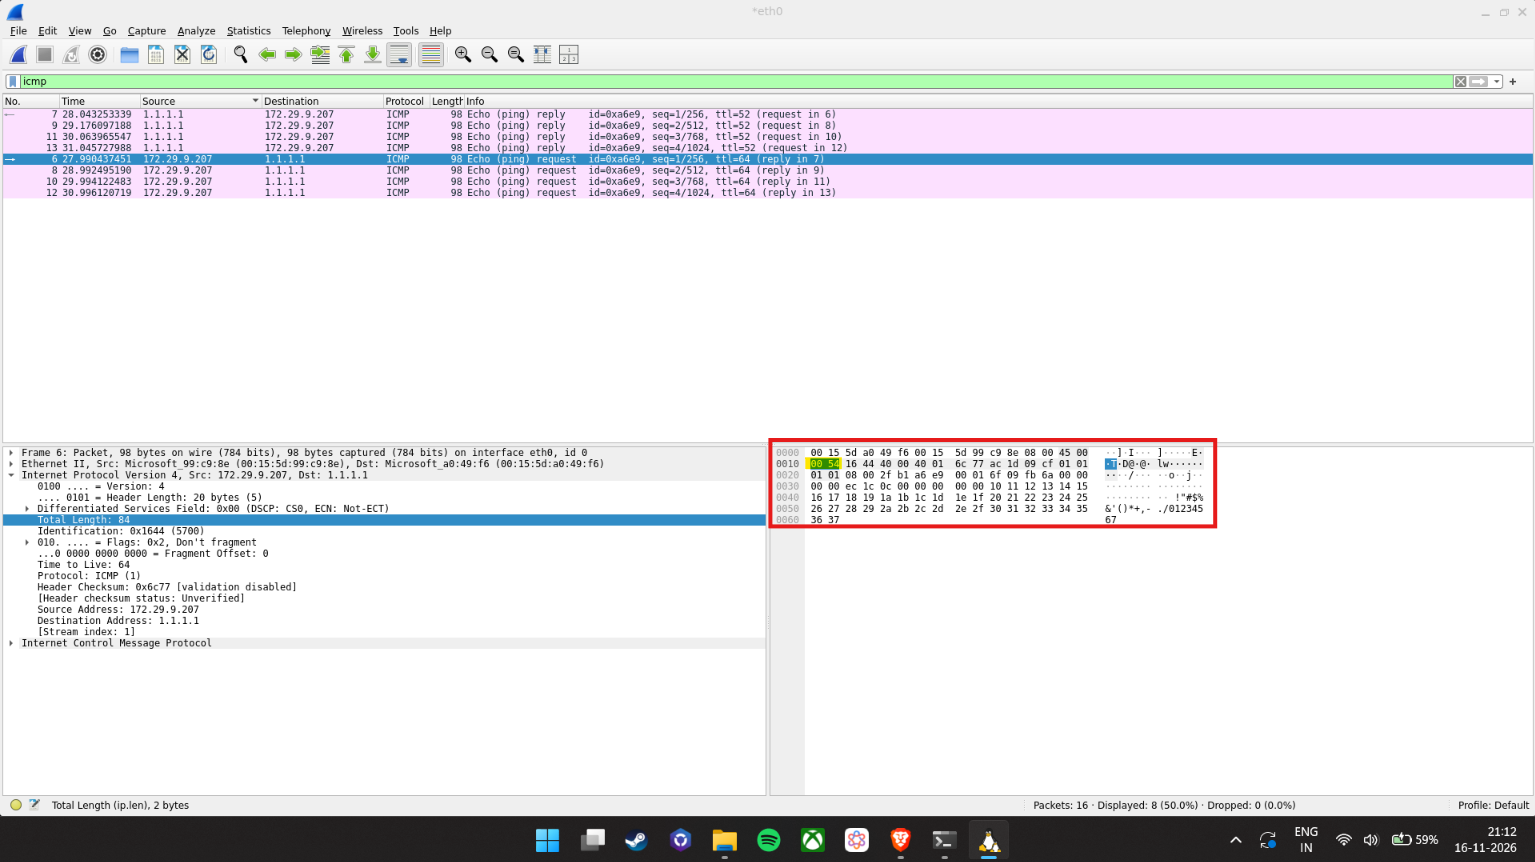 *eth0
File Edit View Go Capture Analyze Statistics Telephony Wireless Tools Help
icmp
No. Time Source Destination Protocol Length Info
7 28.043253339 1.1.1.1 172.29.9.207 ICMP 98 Echo (ping) reply id=0xa6e9, seq=1/256, ttl=52 (request in 6)
9 29.176097188 1.1.1.1 172.29.9.207 ICMP 98 Echo (ping) reply id=0xa6e9, seq=2/512, ttl=52 (request in 8)
11 30.063965547 1.1.1.1 172.29.9.207 ICMP 98 Echo (ping) reply id=0xa6e9, seq=3/768, ttl=52 (request in 10)
13 31.045727988 1.1.1.1 172.29.9.207 ICMP 98 Echo (ping) reply id=0xa6e9, seq=4/1024, ttl=52 (request in 12)
6 27.990437451 172.29.9.207 1.1.1.1 ICMP 98 Echo (ping) request id=0xa6e9, seq=1/256, ttl=64 (reply in 7)
8 28.992495190 172.29.9.207 1.1.1.1 ICMP 98 Echo (ping) request id=0xa6e9, seq=2/512, ttl=64 (reply in 9)
10 29.994122483 172.29.9.207 1.1.1.1 ICMP 98 Echo (ping) request id=0xa6e9, seq=3/768, ttl=64 (reply in 11)
12 30.996120719 172.29.9.207 1.1.1.1 ICMP 98 Echo (ping) request id=0xa6e9, seq=4/1024, ttl=64 (reply in 13)
Frame 6: Packet, 98 bytes on wire (784 bits), 98 bytes captured (784 bits) on interface eth0, id 0
Ethernet II, Src: Microsoft_99:c9:8e (00:15:5d:99:c9:8e), Dst: Microsoft_a0:49:f6 (00:15:5d:a0:49:f6)
Internet Protocol Version 4, Src: 172.29.9.207, Dst: 1.1.1.1
0100 .... = Version: 4
.... 0101 = Header Length: 20 bytes (5)
Differentiated Services Field: 0x00 (DSCP: CS0, ECN: Not-ECT)
Total Length: 84
Identification: 0x1644 (5700)
010. .... = Flags: 0x2, Don't fragment
...0 0000 0000 0000 = Fragment Offset: 0
Time to Live: 64
Protocol: ICMP (1)
Header Checksum: 0x6c77 [validation disabled]
[Header checksum status: Unverified]
Source Address: 172.29.9.207
Destination Address: 1.1.1.1
[Stream index: 1]
Internet Control Message Protocol
0000 00 15 5d a0 49 f6 00 15 5d 99 c9 8e 08 00 45 00 ··]·I··· ]·····E·
0010 00 54 16 44 40 00 40 01 6c 77 ac 1d 09 cf 01 01 ·T·D@·@· lw······
0020 01 01 08 00 2f b1 a6 e9 00 01 6f 09 fb 6a 00 00 ····/··· ··o··j··
0030 00 00 ec 1c 0c 00 00 00 00 00 10 11 12 13 14 15 ········ ········
0040 16 17 18 19 1a 1b 1c 1d 1e 1f 20 21 22 23 24 25 ········ ·· !"#$%
0050 26 27 28 29 2a 2b 2c 2d 2e 2f 30 31 32 33 34 35 &'()*+,- ./012345
0060 36 37 67
Total Length (ip.len), 2 bytes
Packets: 16 · Displayed: 8 (50.0%) · Dropped: 0 (0.0%)
Profile: Default
ENG
IN
59%
21:12
16-11-2026